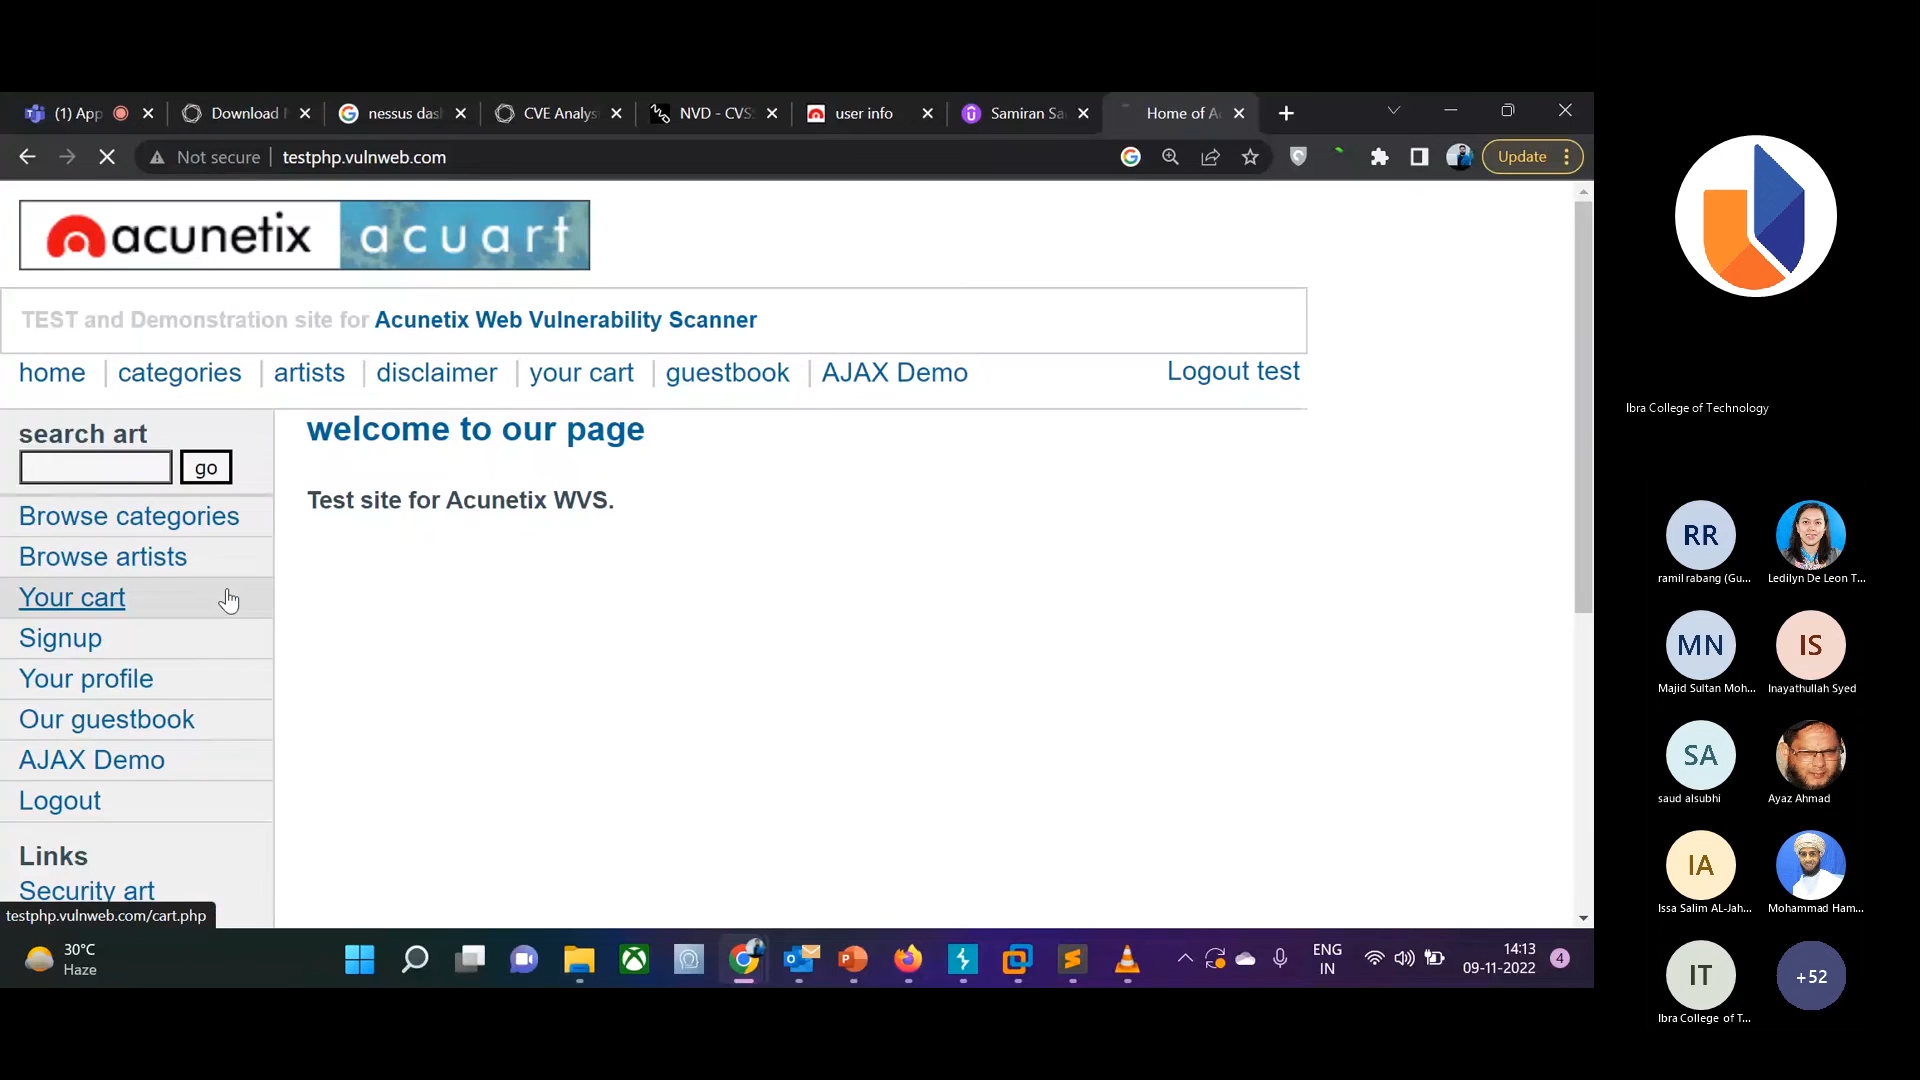 (1) App
Download
nessus das
CVE Analys
NVD - CVS
user info
Samiran Sa
Home of A
Not secure
testphp.vulnweb.com
Update
acunetix acuart
TEST and Demonstration site for Acunetix Web Vulnerability Scanner
home | categories | artists | disclaimer | your cart | guestbook | AJAX Demo
Logout test
search art
go
Browse categories
Browse artists
Your cart
Signup
Your profile
Our guestbook
AJAX Demo
Logout
Links
Security art
testphp.vulnweb.com/cart.php
welcome to our page
Test site for Acunetix WVS.
30°C
Haze
ENG
IN
14:13
09-11-2022
4
Ibra College of Technology
RR
ramil rabang (Gu...
Ledilyn De Leon T...
MN
Majid Sultan Moh...
IS
Inayathullah Syed
SA
saud alsubhi
Ayaz Ahmad
IA
Issa Salim AL-Jah...
Mohammad Ham...
IT
Ibra College of T...
+52